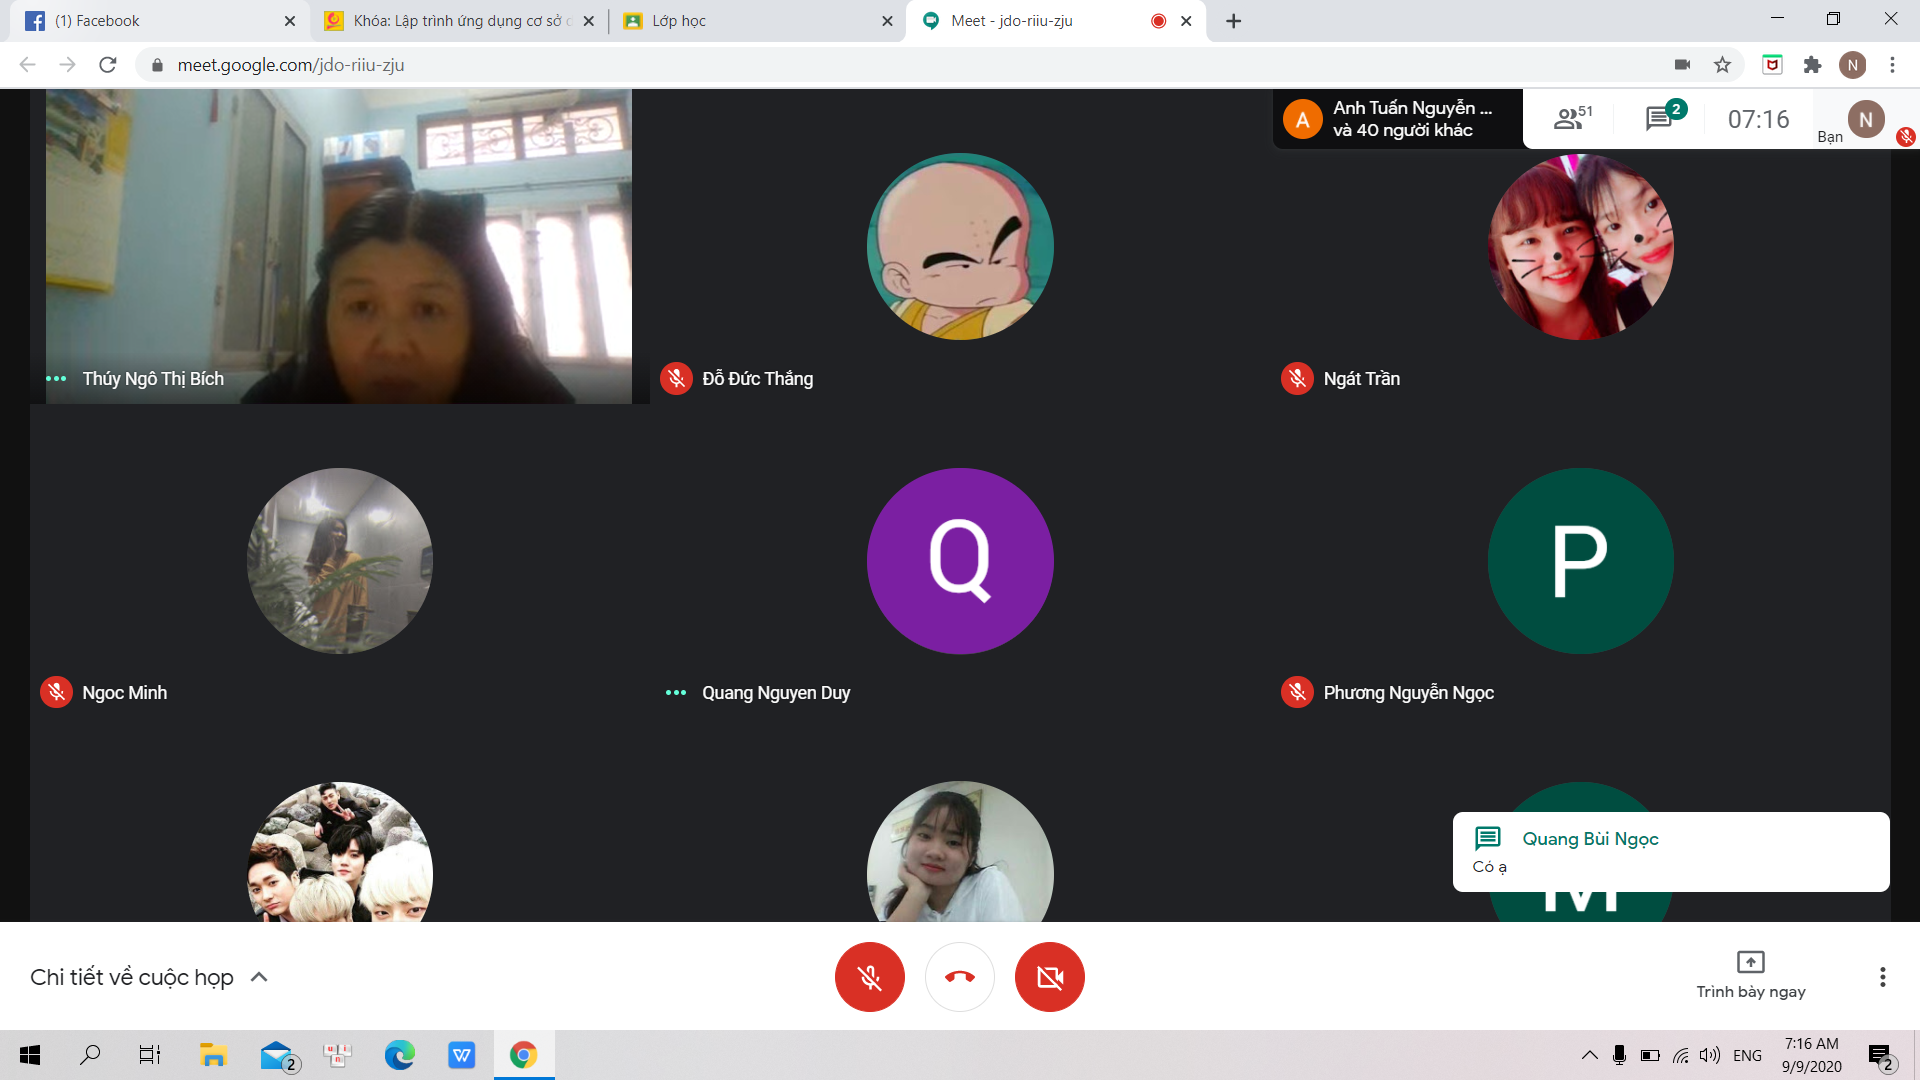 (1) Facebook
Khóa: Lập trình ứng dụng cơ sở
Lớp học
Meet - jdo-riiu-zju
meet.google.com/jdo-riiu-zju
N
A
Anh Tuấn Nguyễn ...
và 40 người khác
51
2
07:16
Bạn
N
Thúy Ngô Thị Bích
Đỗ Đức Thắng
Ngát Trần
Q
P
Ngoc Minh
Quang Nguyen Duy
Phương Nguyễn Ngọc
Quang Bùi Ngọc
Có ạ
M
Chi tiết về cuộc họp
Trình bày ngay
2
W
ENG
7:16 AM
9/9/2020
2